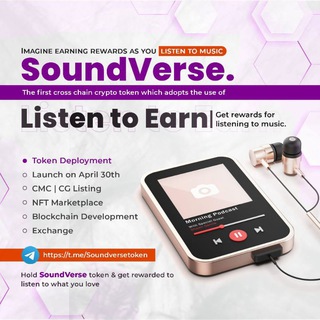 IMAGINE EARNING REWARDS AS YOU LISTEN TO MUSIC
SoundVerse.
The first cross chain crypto token which adopts the use of
Listen to Earn
Get rewards for
listening to music.
Token Deployment
Launch on April 30th
CMC | CG Listing
NFT Marketplace
Blockchain Development
Exchange
Morning Podcast
https://t.me/Soundversetoken
Hold SoundVerse token & get rewarded to
listen to what you love